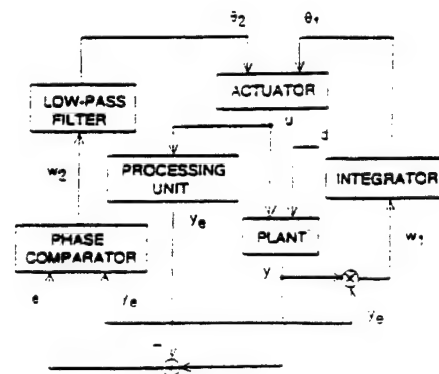 θ2 θ1
ACTUATOR
LOW-PASS
FILTER
u
d
PROCESSING
UNIT
INTEGRATOR
w2
ye
PHASE
COMPARATOR
PLANT
w1
y
e
ye
ye
−